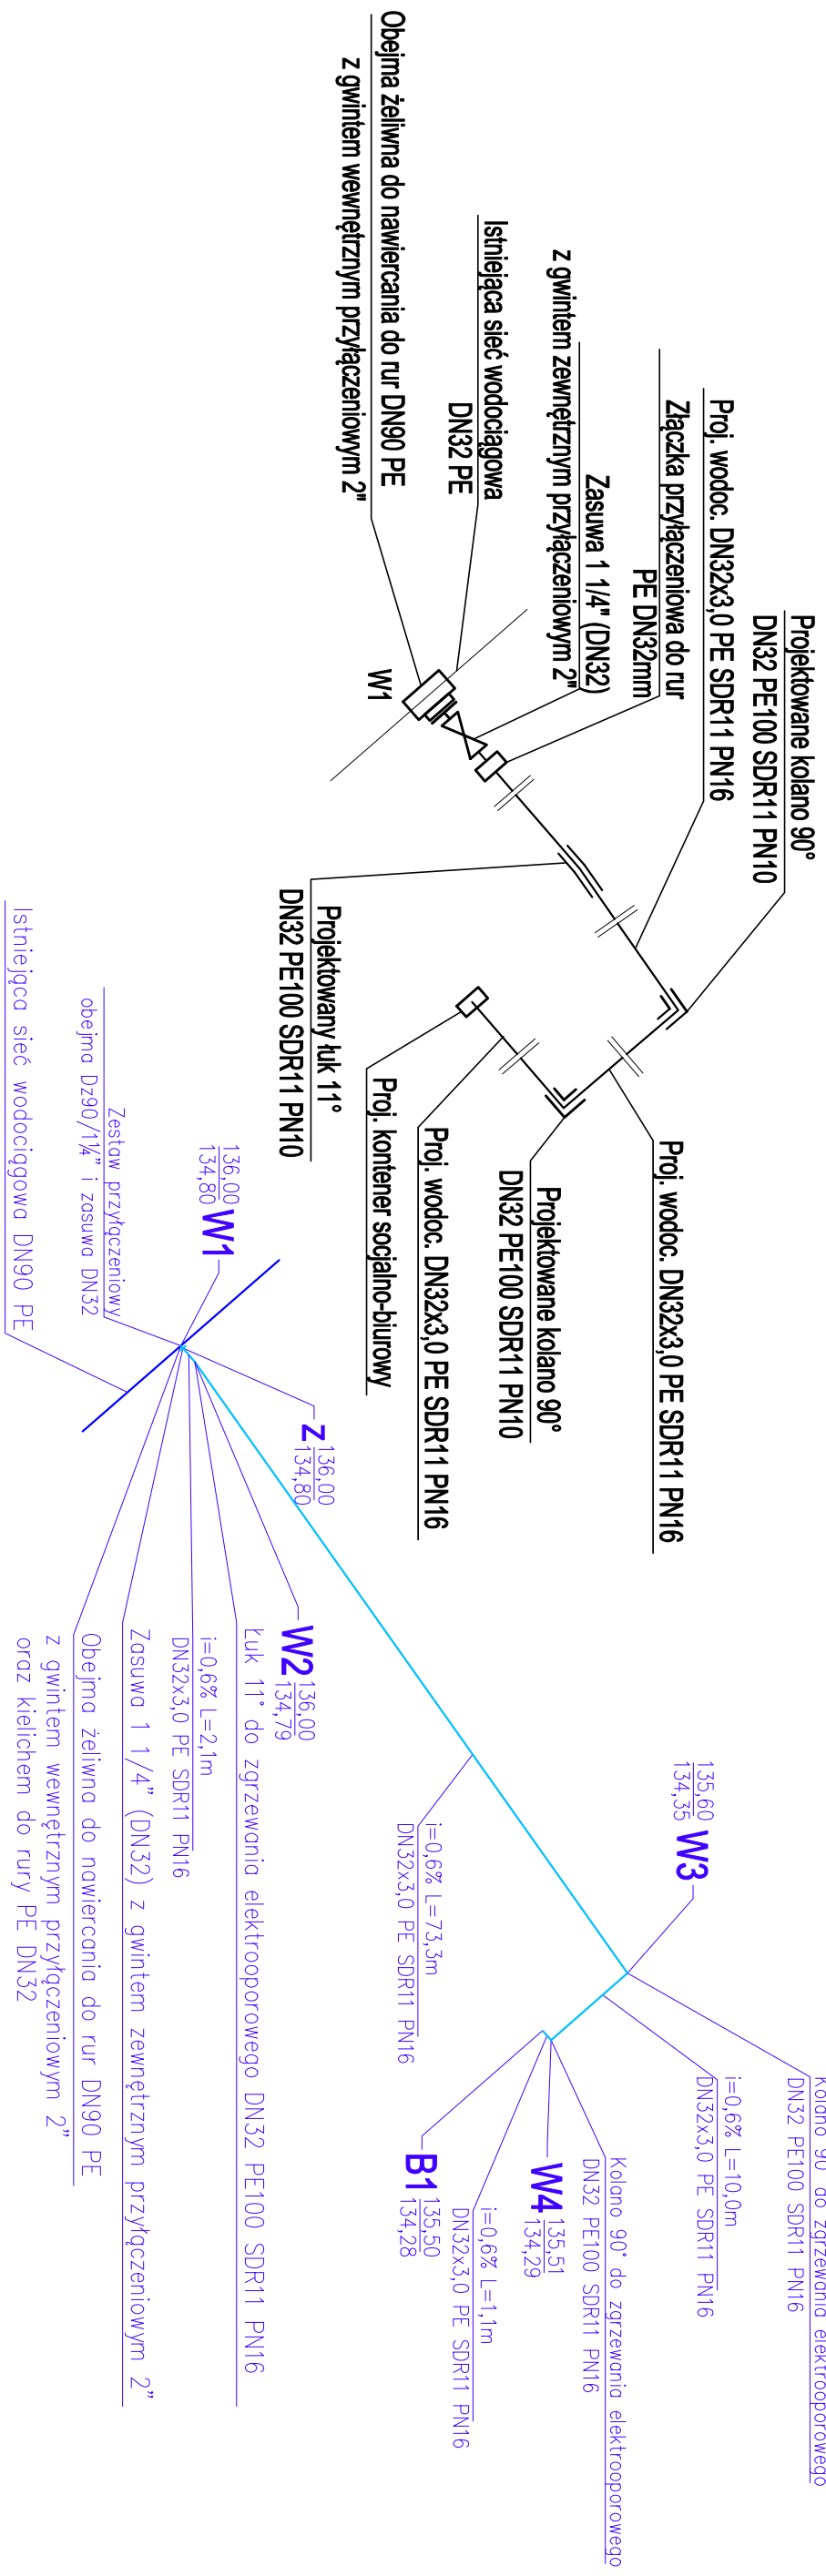 Obejma żeliwna do nawiercania do rur DN90 PE
z gwintem wewnętrznym przyłączeniowym 2"
Istniejąca sieć wodociągowa
DN32 PE
Zasuwa 1 1/4" (DN32)
z gwintem zewnętrznym przyłączeniowym 2"
Złączka przyłączeniowa do rur
PE DN32mm
Proj. wodoc. DN32x3,0 PE SDR11 PN16
Projektowane kolano 90°
DN32 PE100 SDR11 PN10
W1
Projektowany łuk 11°
DN32 PE100 SDR11 PN10
Proj. kontener socjalno-biurowy
Proj. wodoc. DN32x3,0 PE SDR11 PN16
Projektowane kolano 90°
DN32 PE100 SDR11 PN10
Proj. wodoc. DN32x3,0 PE SDR11 PN16
Istniejąca sieć wodociągowa DN90 PE
Zestaw przyłączeniowy
obejma Dz90/1¼" i zasuwa DN32
136,00
134,80
W1
Z
136,00
134,80
W2
136,00
134,79
Łuk 11° do zgrzewania elektrooporowego DN32 PE100 SDR11 PN16
i=0,6% L=2,1m
DN32x3,0 PE SDR11 PN16
Zasuwa 1 1/4" (DN32) z gwintem zewnętrznym przyłączeniowym 2"
Obejma żeliwna do nawiercania do rur DN90 PE
z gwintem wewnętrznym przyłączeniowym 2"
oraz kielichem do rury PE DN32
i=0,6% L=73,3m
DN32x3,0 PE SDR11 PN16
135,60
134,35
W3
Kolano 90° do zgrzewania elektrooporowego
DN32 PE100 SDR11 PN16
i=0,6% L=10,0m
DN32x3,0 PE SDR11 PN16
Kolano 90° do zgrzewania elektrooporowego
DN32 PE100 SDR11 PN16
W4
135,51
134,29
i=0,6% L=1,1m
DN32x3,0 PE SDR11 PN16
B1
135,50
134,28